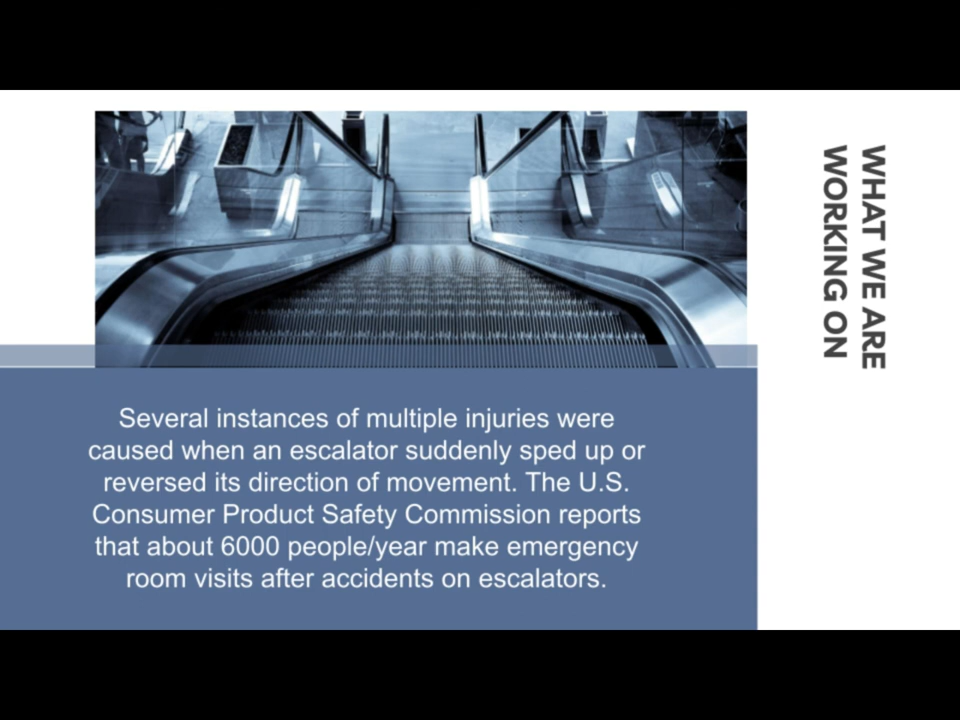 WHAT WE ARE
WORKING ON
Several instances of multiple injuries were
caused when an escalator suddenly sped up or
reversed its direction of movement. The U.S.
Consumer Product Safety Commission reports
that about 6000 people/year make emergency
room visits after accidents on escalators.